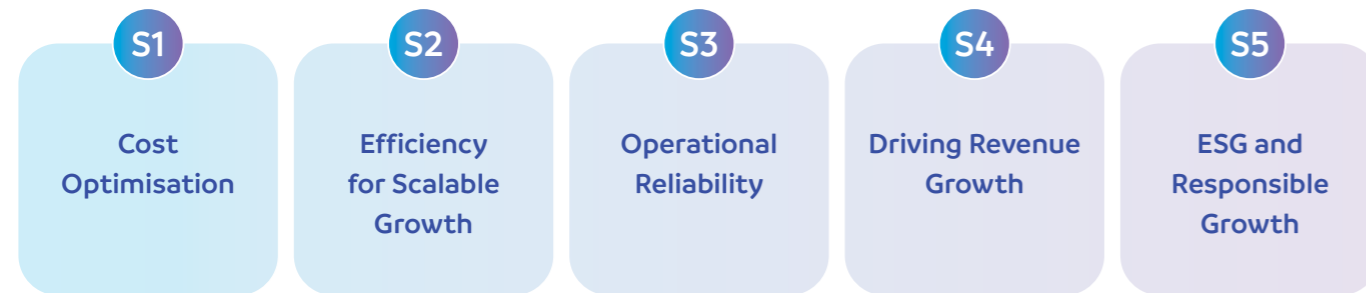 S1
Cost
Optimisation
S2
Efficiency
for Scalable
Growth
S3
Operational
Reliability
S4
Driving Revenue
Growth
S5
ESG and
Responsible
Growth